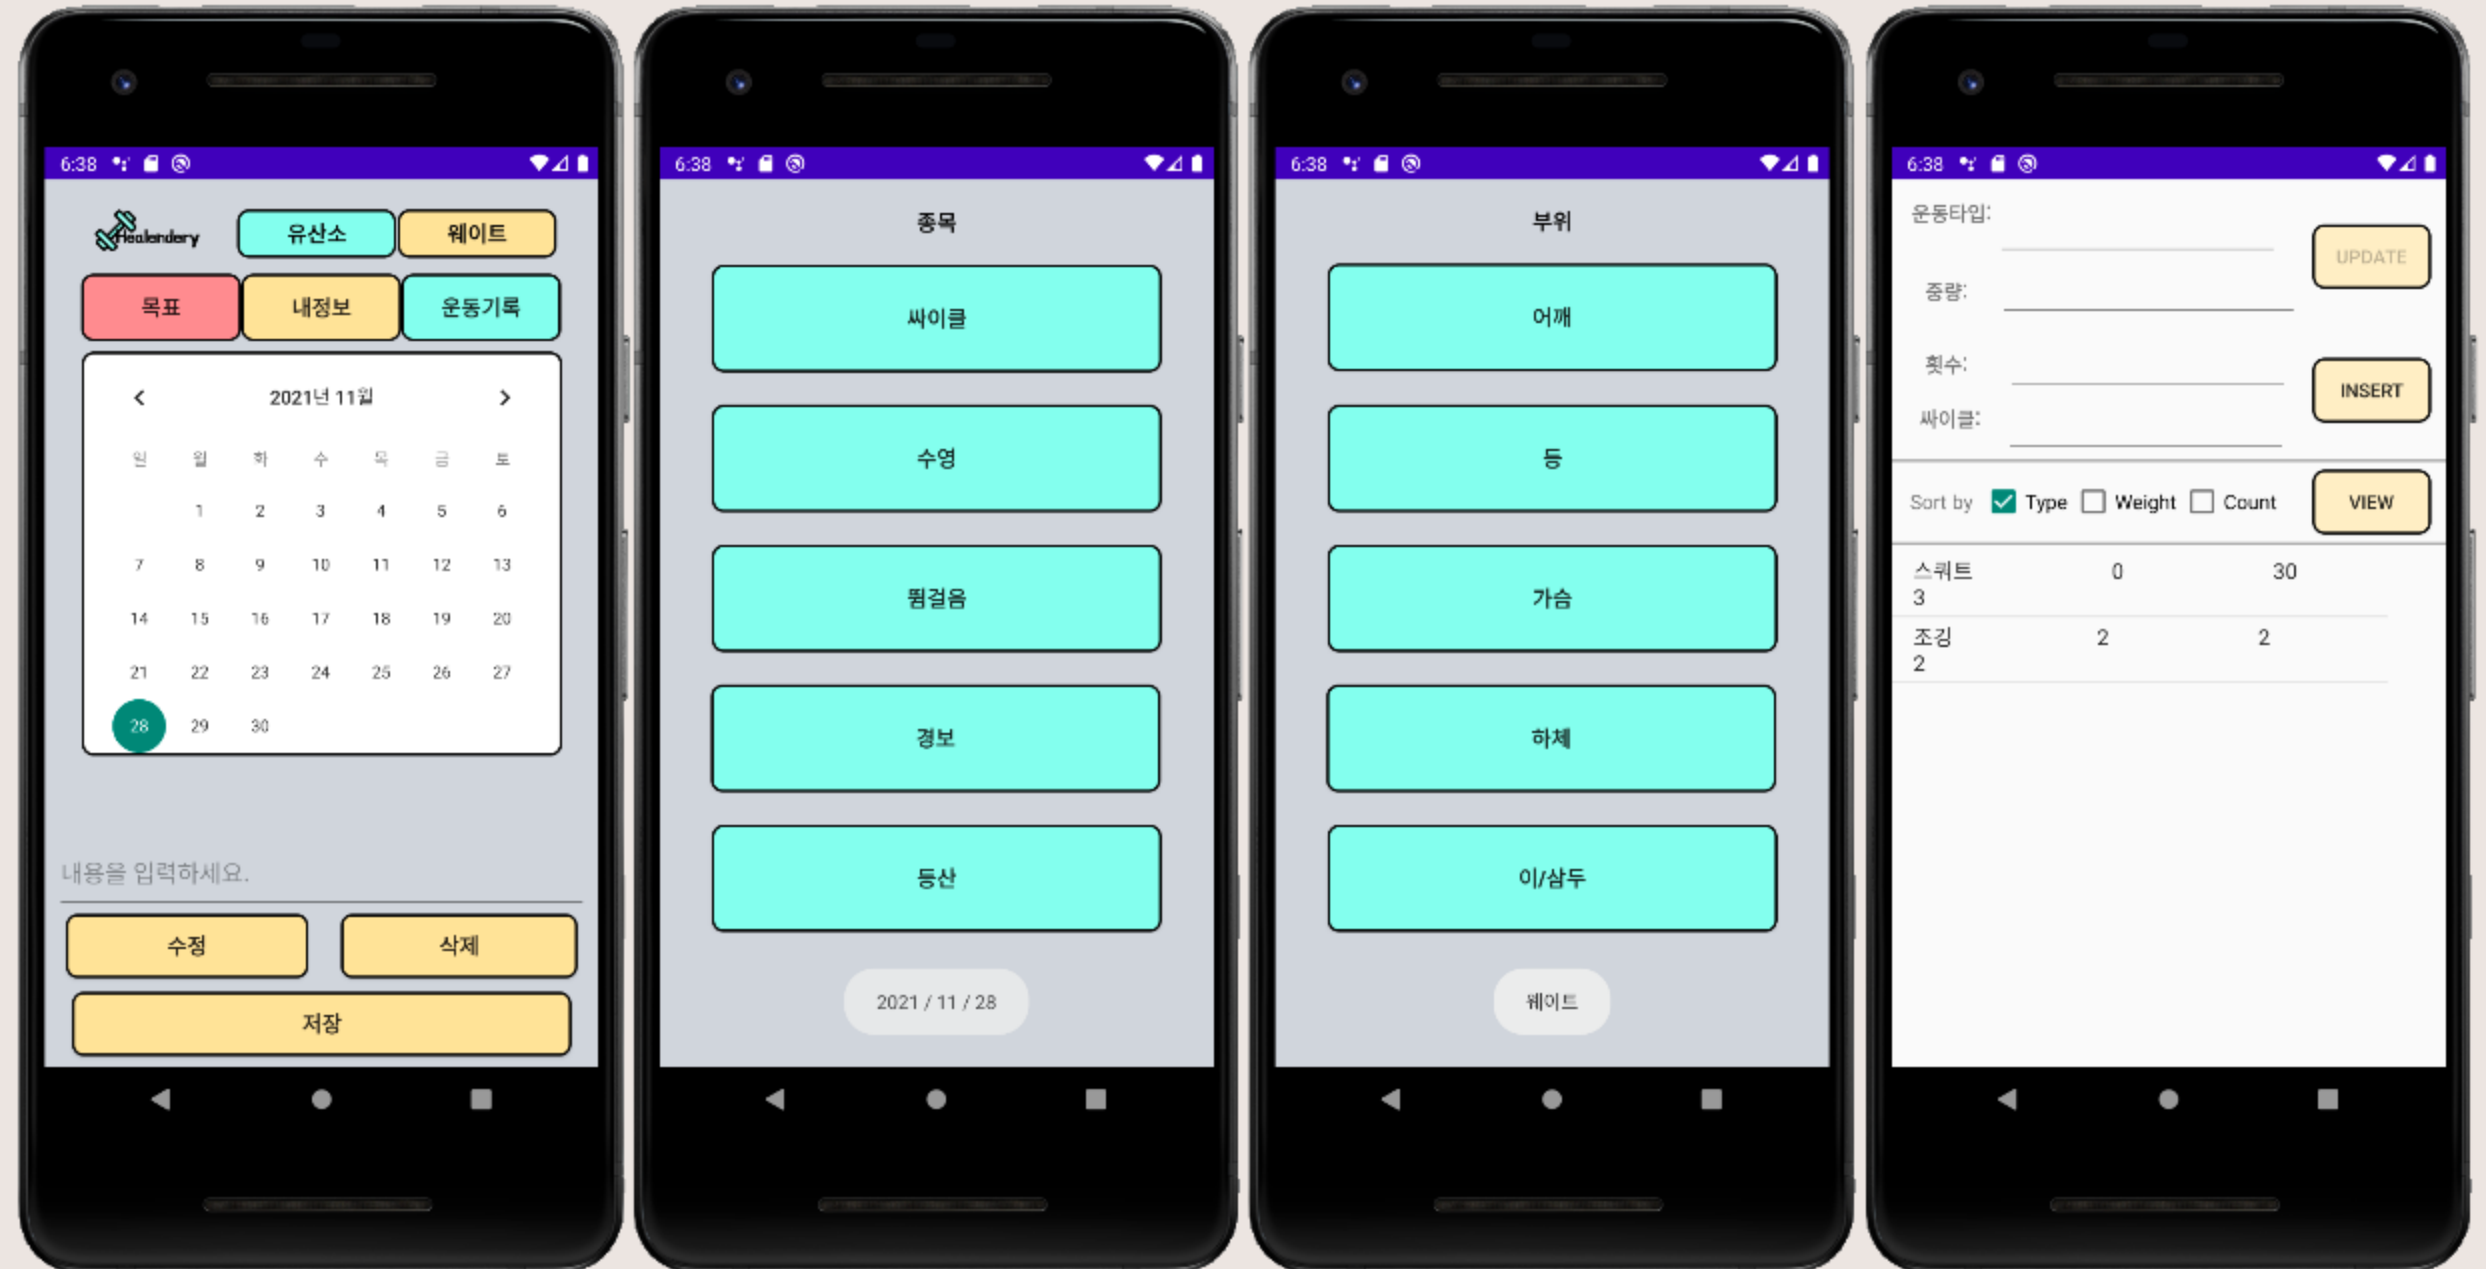 6:38
Healendery
유산소
웨이트
목표
내정보
운동기록
2021년 11월
일 월 화 수 목 금 토
1 2 3 4 5 6
7 8 9 10 11 12 13
14 15 16 17 18 19 20
21 22 23 24 25 26 27
28 29 30
내용을 입력하세요.
수정
삭제
저장
6:38
종목
싸이클
수영
뜀걸음
경보
등산
2021 / 11 / 28
6:38
부위
어깨
등
가슴
하체
이/삼두
웨이트
6:38
운동타입:
UPDATE
중량:
횟수:
INSERT
싸이클:
Sort by Type Weight Count
VIEW
스쿼트 0 30
3
조깅 2 2
2